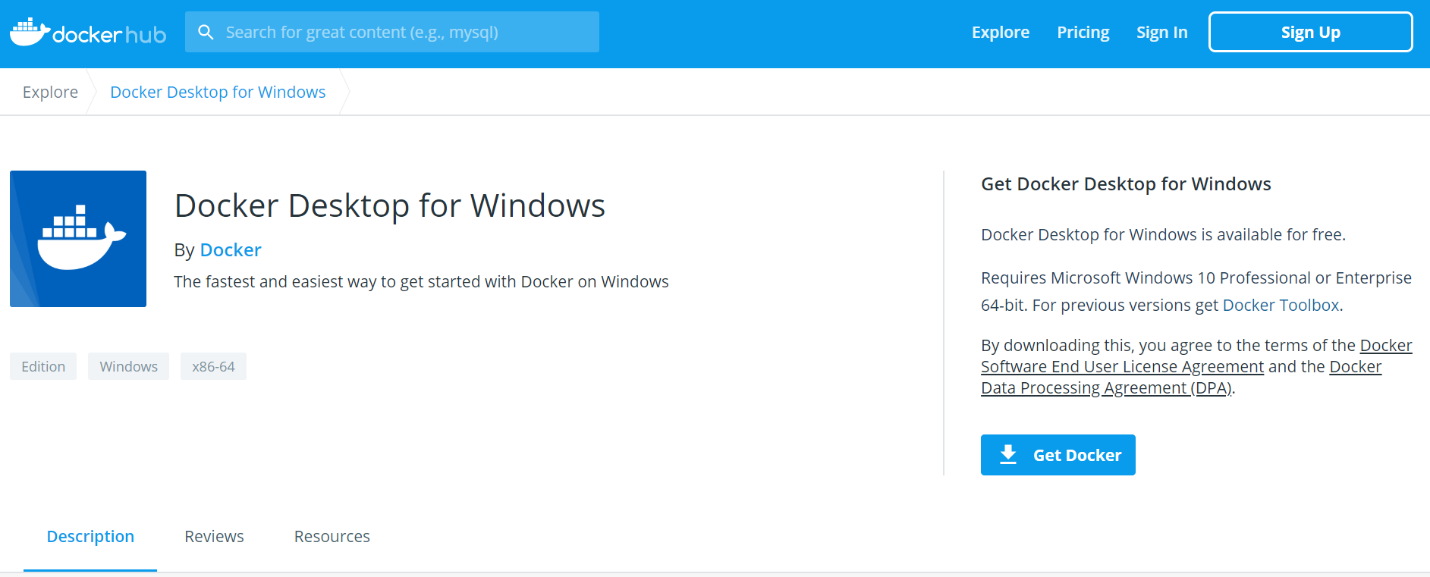 dockerhub
Search for great content (e.g., mysql)
Explore
Pricing
Sign In
Sign Up
Explore
Docker Desktop for Windows
Docker Desktop for Windows
By Docker
The fastest and easiest way to get started with Docker on Windows
Edition
Windows
x86-64
Get Docker Desktop for Windows
Docker Desktop for Windows is available for free.
Requires Microsoft Windows 10 Professional or Enterprise
64-bit. For previous versions get Docker Toolbox.
By downloading this, you agree to the terms of the Docker
Software End User License Agreement and the Docker
Data Processing Agreement (DPA).
Get Docker
Description
Reviews
Resources